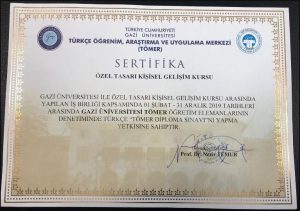 TÜRKİYE CUMHURİYETİ
GAZİ ÜNİVERSİTESİ
TÜRKÇE ÖĞRENİM, ARAŞTIRMA VE UYGULAMA MERKEZİ
(TÖMER)
SERTİFİKA
ÖZEL TASARI KİŞİSEL GELİŞİM KURSU
GAZİ ÜNİVERSİTESİ İLE ÖZEL TASARI KİŞİSEL GELİŞİM KURSU ARASINDA
YAPILAN İŞ BİRLİĞİ KAPSAMINDA 01 ŞUBAT - 31 ARALIK 2019 TARİHLERİ
ARASINDA GAZİ ÜNİVERSİTESİ TÖMER ÖĞRETİM ELEMANLARININ
DENETİMİNDE TÜRKÇE "TÖMER DİPLOMA SINAVI"NI YAPMA
YETKİSİNE SAHİPTİR.
Prof. Dr. Nezir TEMUR